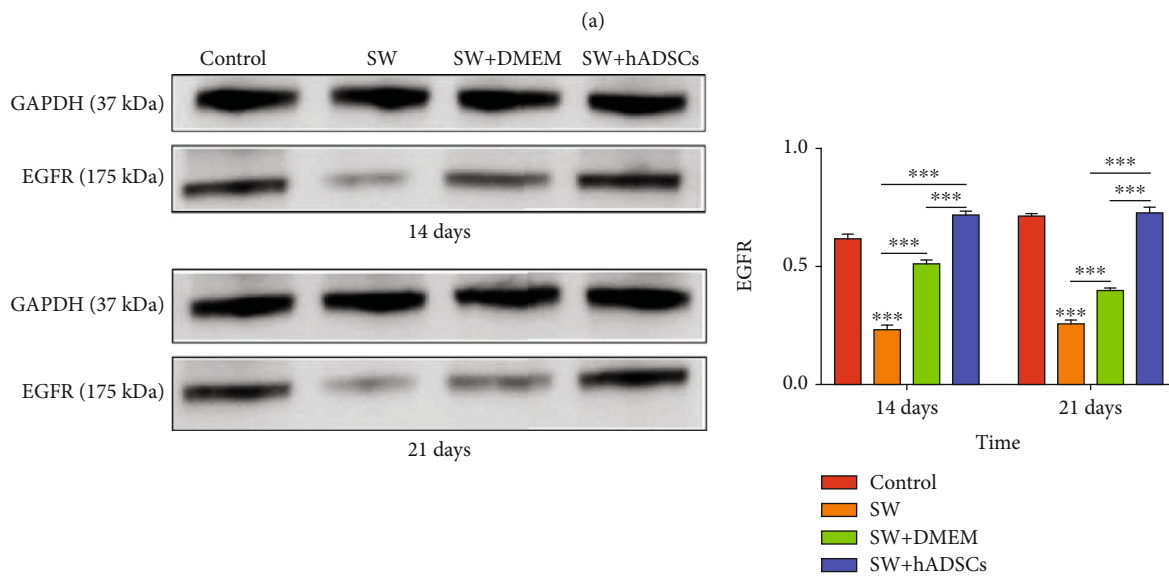 (a)
Control SW SW+DMEM SW+hADSCs
GAPDH (37 kDa)
EGFR (175 kDa)
14 days
GAPDH (37 kDa)
EGFR (175 kDa)
21 days
1.0
0.5
0.0
EGFR
***
***
***
***
***
***
***
***
14 days 21 days
Time
Control
SW
SW+DMEM
SW+hADSCs